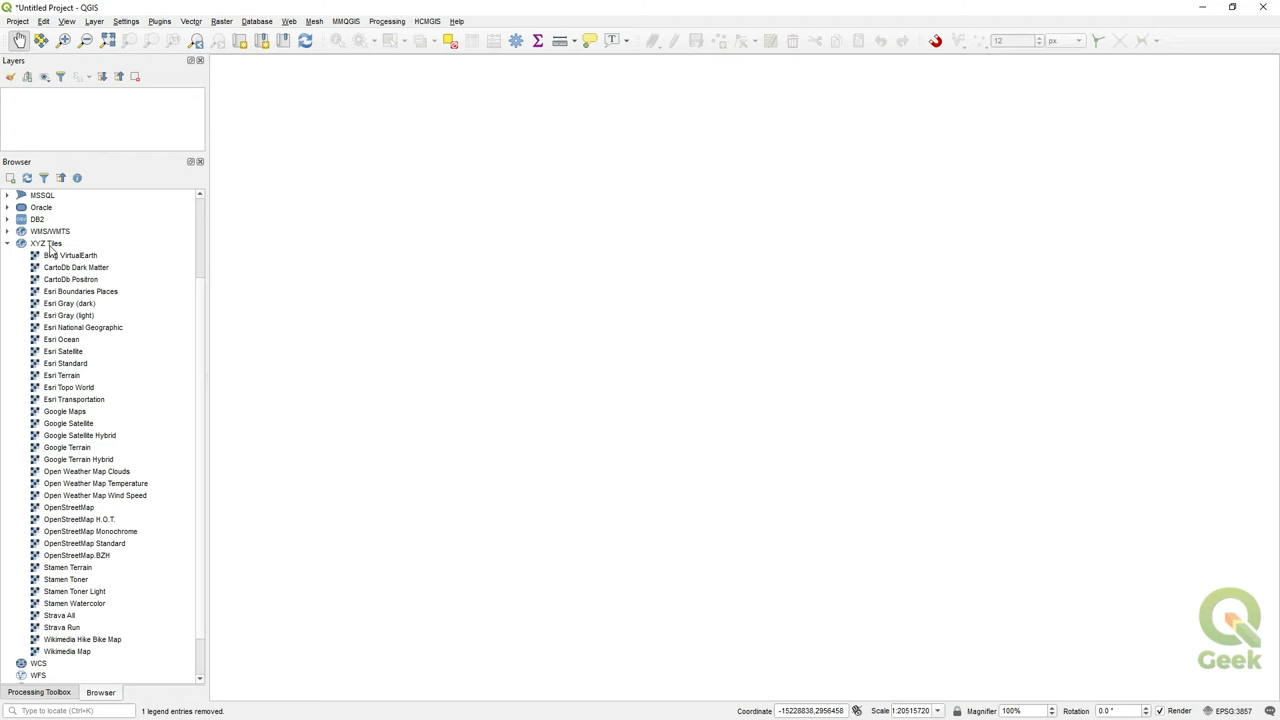 *Untitled Project - QGIS
Project Edit View Layer Settings Plugins Vector Raster Database Web Mesh MMQGIS Processing HCMGIS Help
12 px
Layers
Browser
MSSQL
Oracle
DB2
WMS/WMTS
XYZ Tiles
Bing VirtualEarth
CartoDb Dark Matter
CartoDb Positron
Esri Boundaries Places
Esri Gray (dark)
Esri Gray (light)
Esri National Geographic
Esri Ocean
Esri Satellite
Esri Standard
Esri Terrain
Esri Topo World
Esri Transportation
Google Maps
Google Satellite
Google Satellite Hybrid
Google Terrain
Google Terrain Hybrid
Open Weather Map Clouds
Open Weather Map Temperature
Open Weather Map Wind Speed
OpenStreetMap
OpenStreetMap H.O.T.
OpenStreetMap Monochrome
OpenStreetMap Standard
OpenStreetMap.BZH
Stamen Terrain
Stamen Toner
Stamen Toner Light
Stamen Watercolor
Strava All
Strava Run
Wikimedia Hike Bike Map
Wikimedia Map
WCS
WFS
Geek
Processing Toolbox Browser
Type to locate (Ctrl+K) 1 legend entries removed. Coordinate -15228838,2956458 Scale :20515720 Magnifier 100% Rotation 0.0 ° Render EPSG:3857